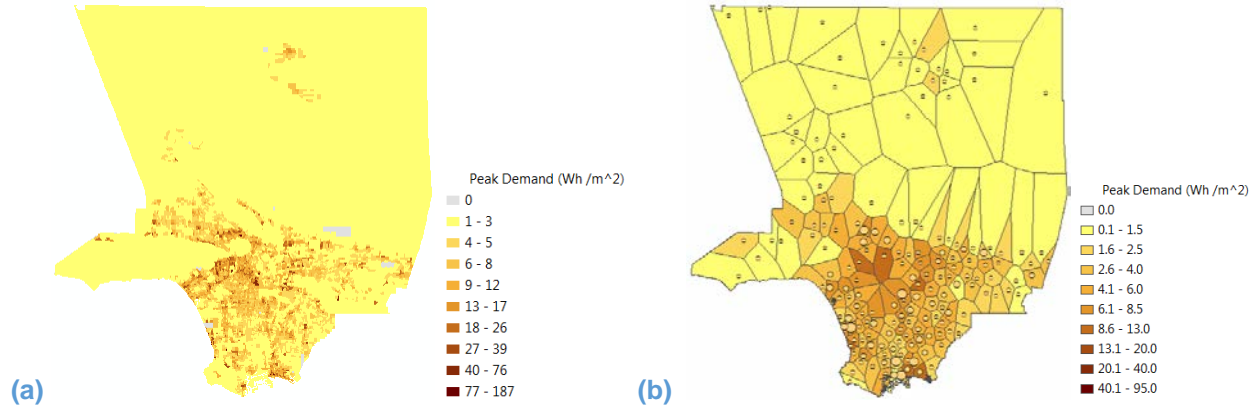 Peak Demand (Wh /m^2)
0
1 - 3
4 - 5
6 - 8
9 - 12
13 - 17
18 - 26
27 - 39
40 - 76
77 - 187
(a)
Peak Demand (Wh /m^2)
0.0
0.1 - 1.5
1.6 - 2.5
2.6 - 4.0
4.1 - 6.0
6.1 - 8.5
8.6 - 13.0
13.1 - 20.0
20.1 - 40.0
40.1 - 95.0
(b)